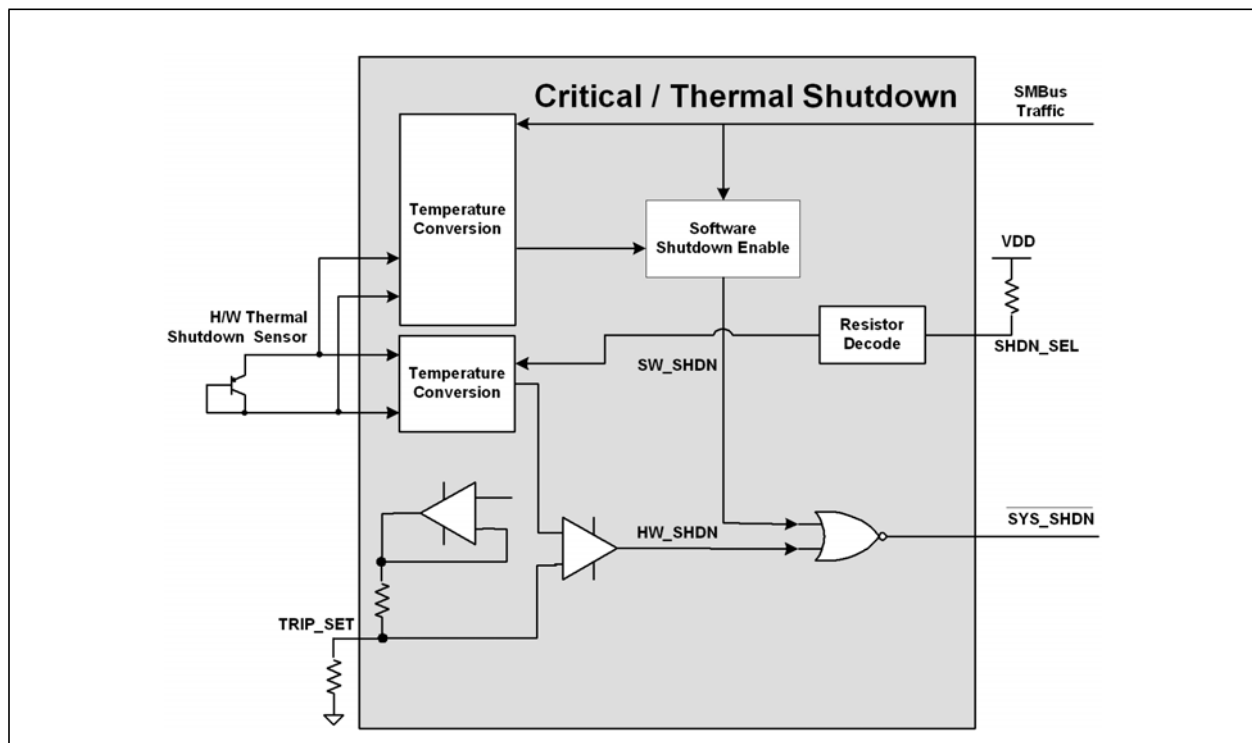 Critical / Thermal Shutdown
SMBus
Traffic
Temperature
Conversion
Software
Shutdown Enable
VDD
H/W Thermal
Shutdown Sensor
Resistor
Decode
SHDN_SEL
SW_SHDN
Temperature
Conversion
HW_SHDN
SYS_SHDN
TRIP_SET